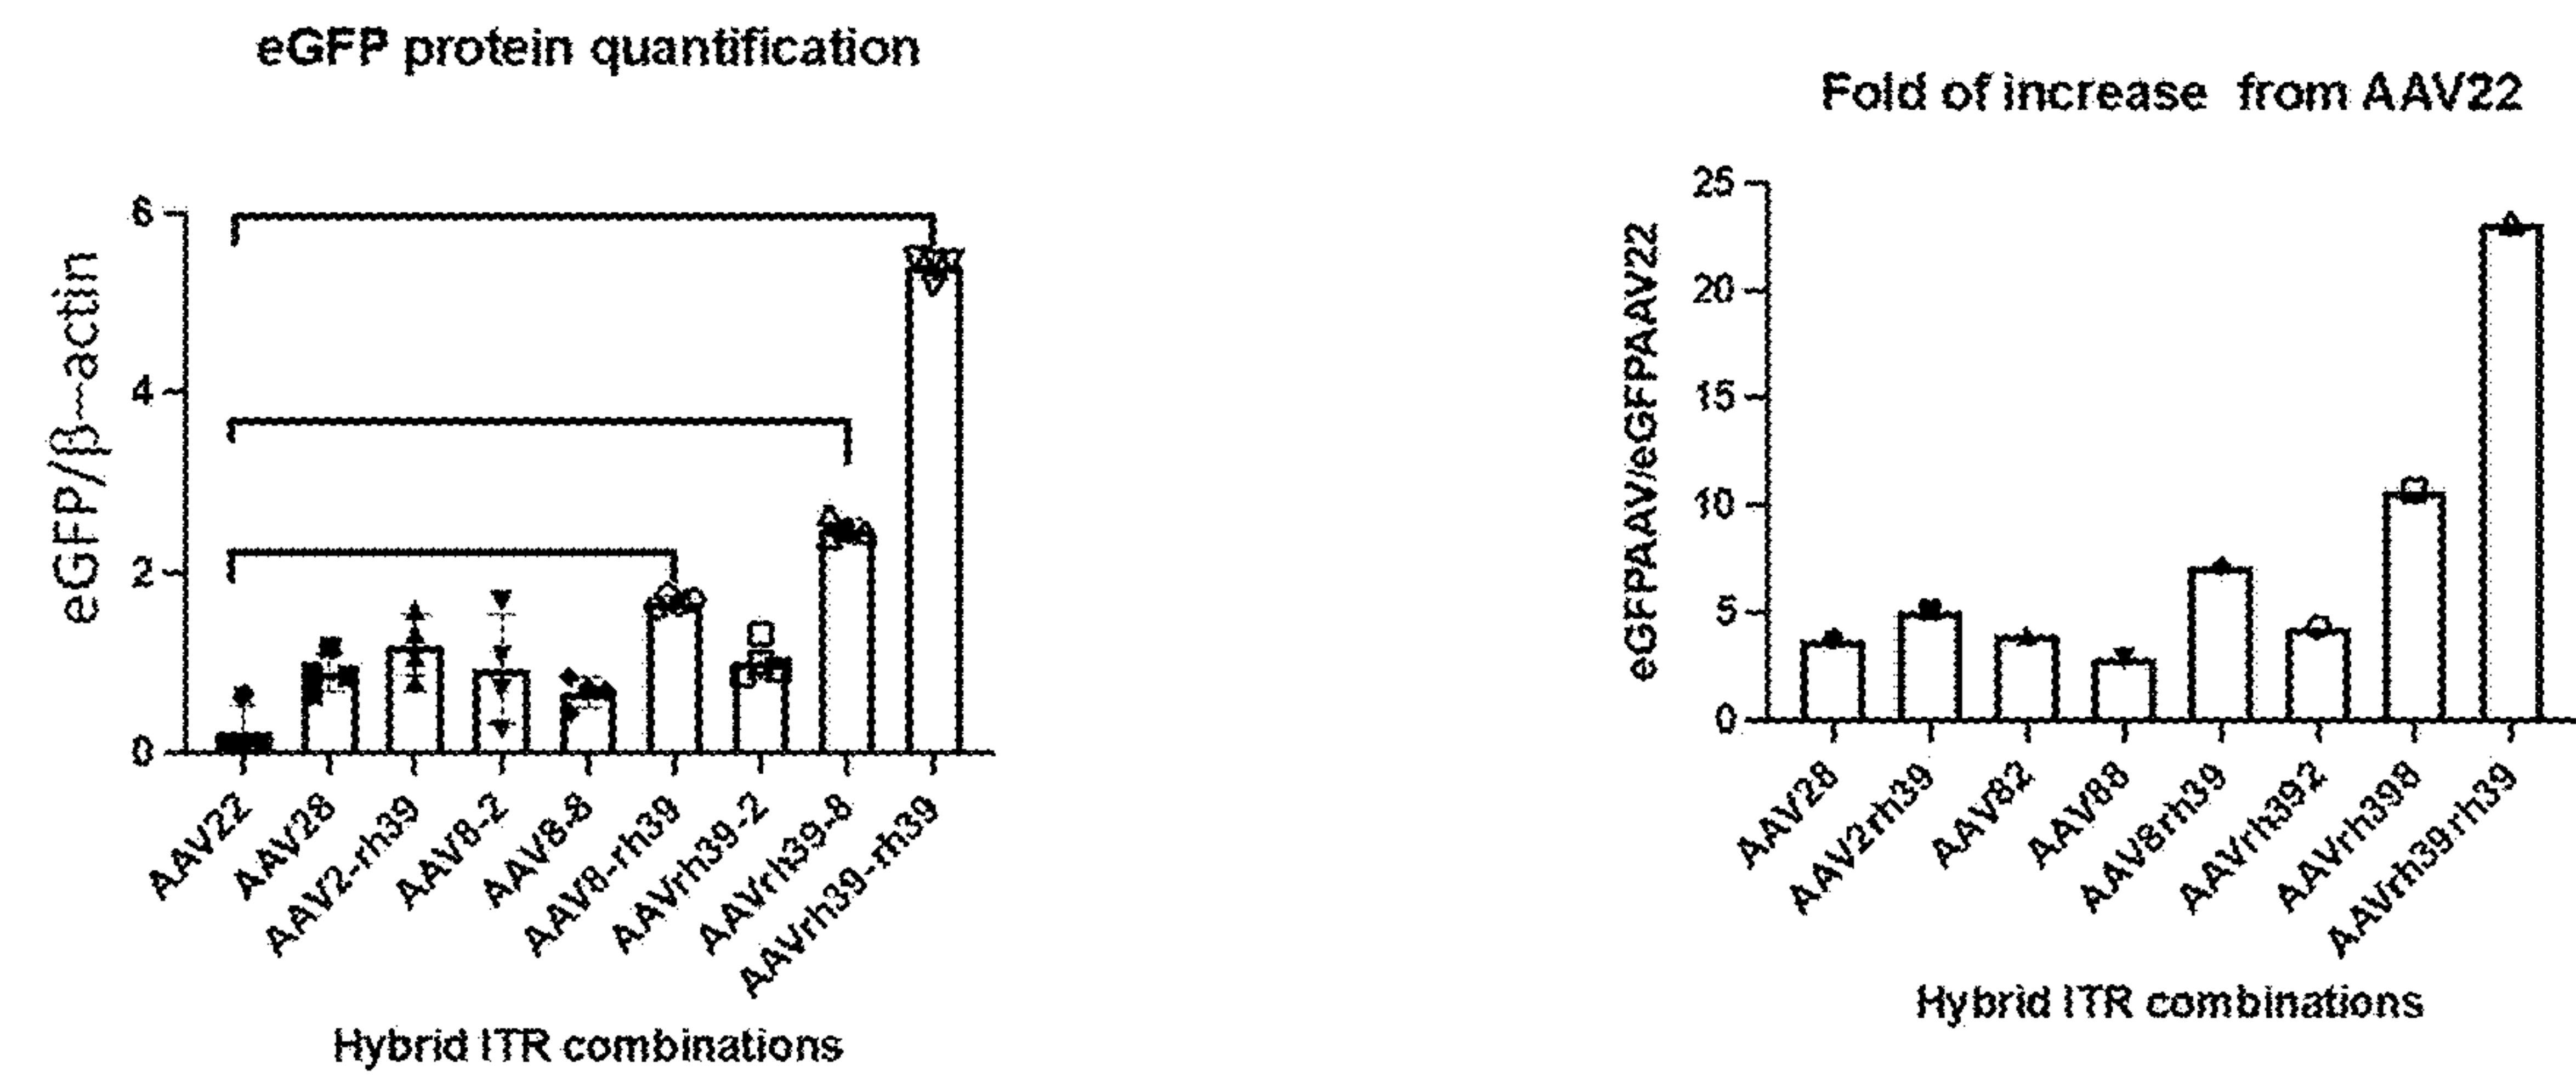 eGFP protein quantification
eGFP/β-actin
6
4
2
0
AAV22
AAV28
AAV2-rh39
AAV8-2
AAV8-8
AAV8-rh39
AAVrh39-2
AAVrh39-8
AAVrh39-rh39
Hybrid ITR combinations
Fold of increase from AAV22
eGFPAAV/eGFPAAV22
25
20
15
10
5
0
AAV28
AAV2rh39
AAV82
AAV88
AAV8rh39
AAVrh392
AAVrh398
AAVrh39rh39
Hybrid ITR combinations